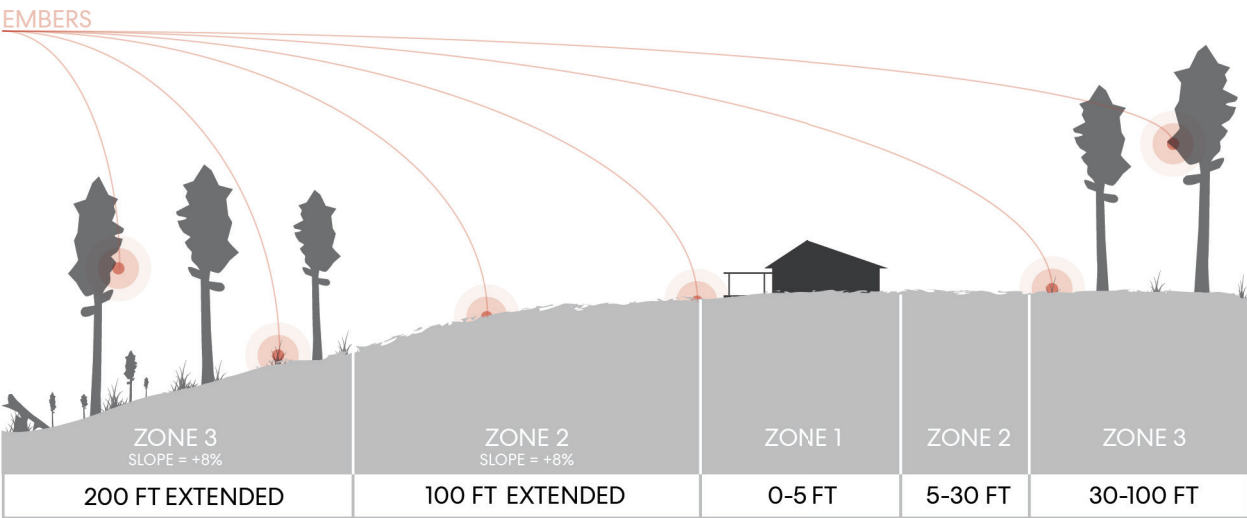 EMBERS
ZONE 3
SLOPE = +8%
ZONE 2
SLOPE = +8%
ZONE 1
ZONE 2
ZONE 3
200 FT EXTENDED
100 FT EXTENDED
0-5 FT
5-30 FT
30-100 FT